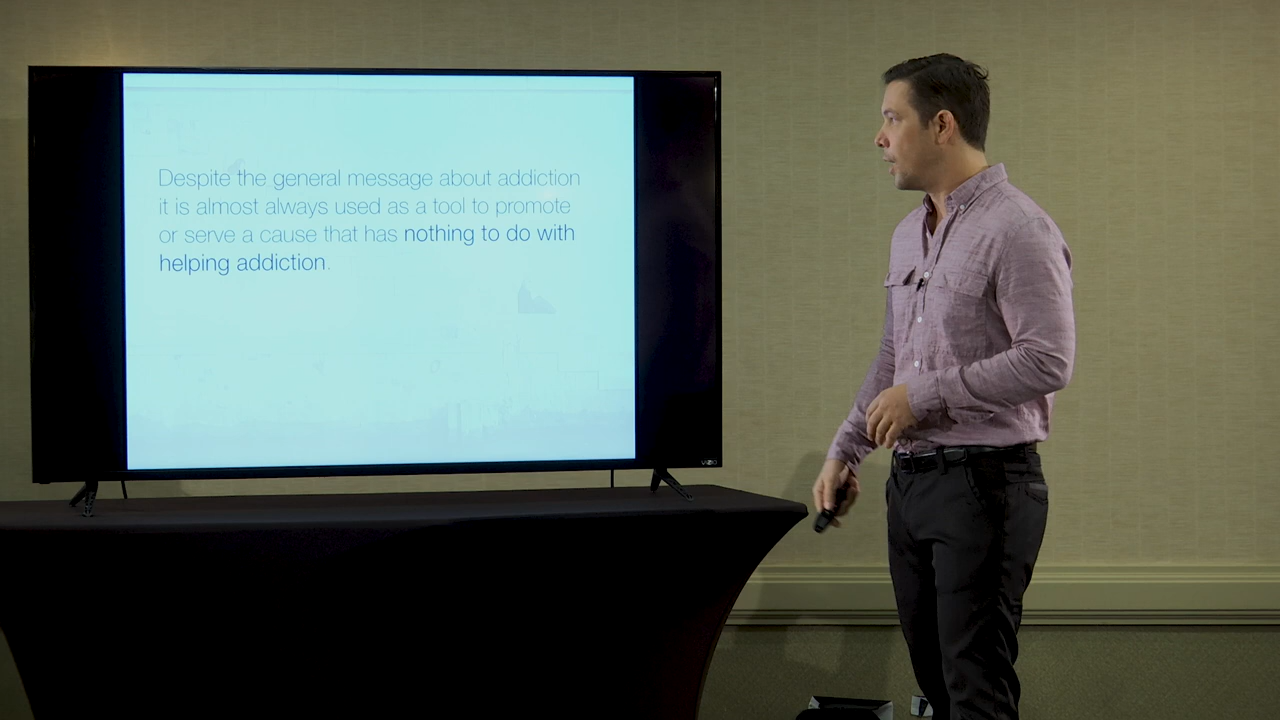 Despite the general message about addiction
it is almost always used as a tool to promote
or serve a cause that has nothing to do with
helping addiction.
VIZIO